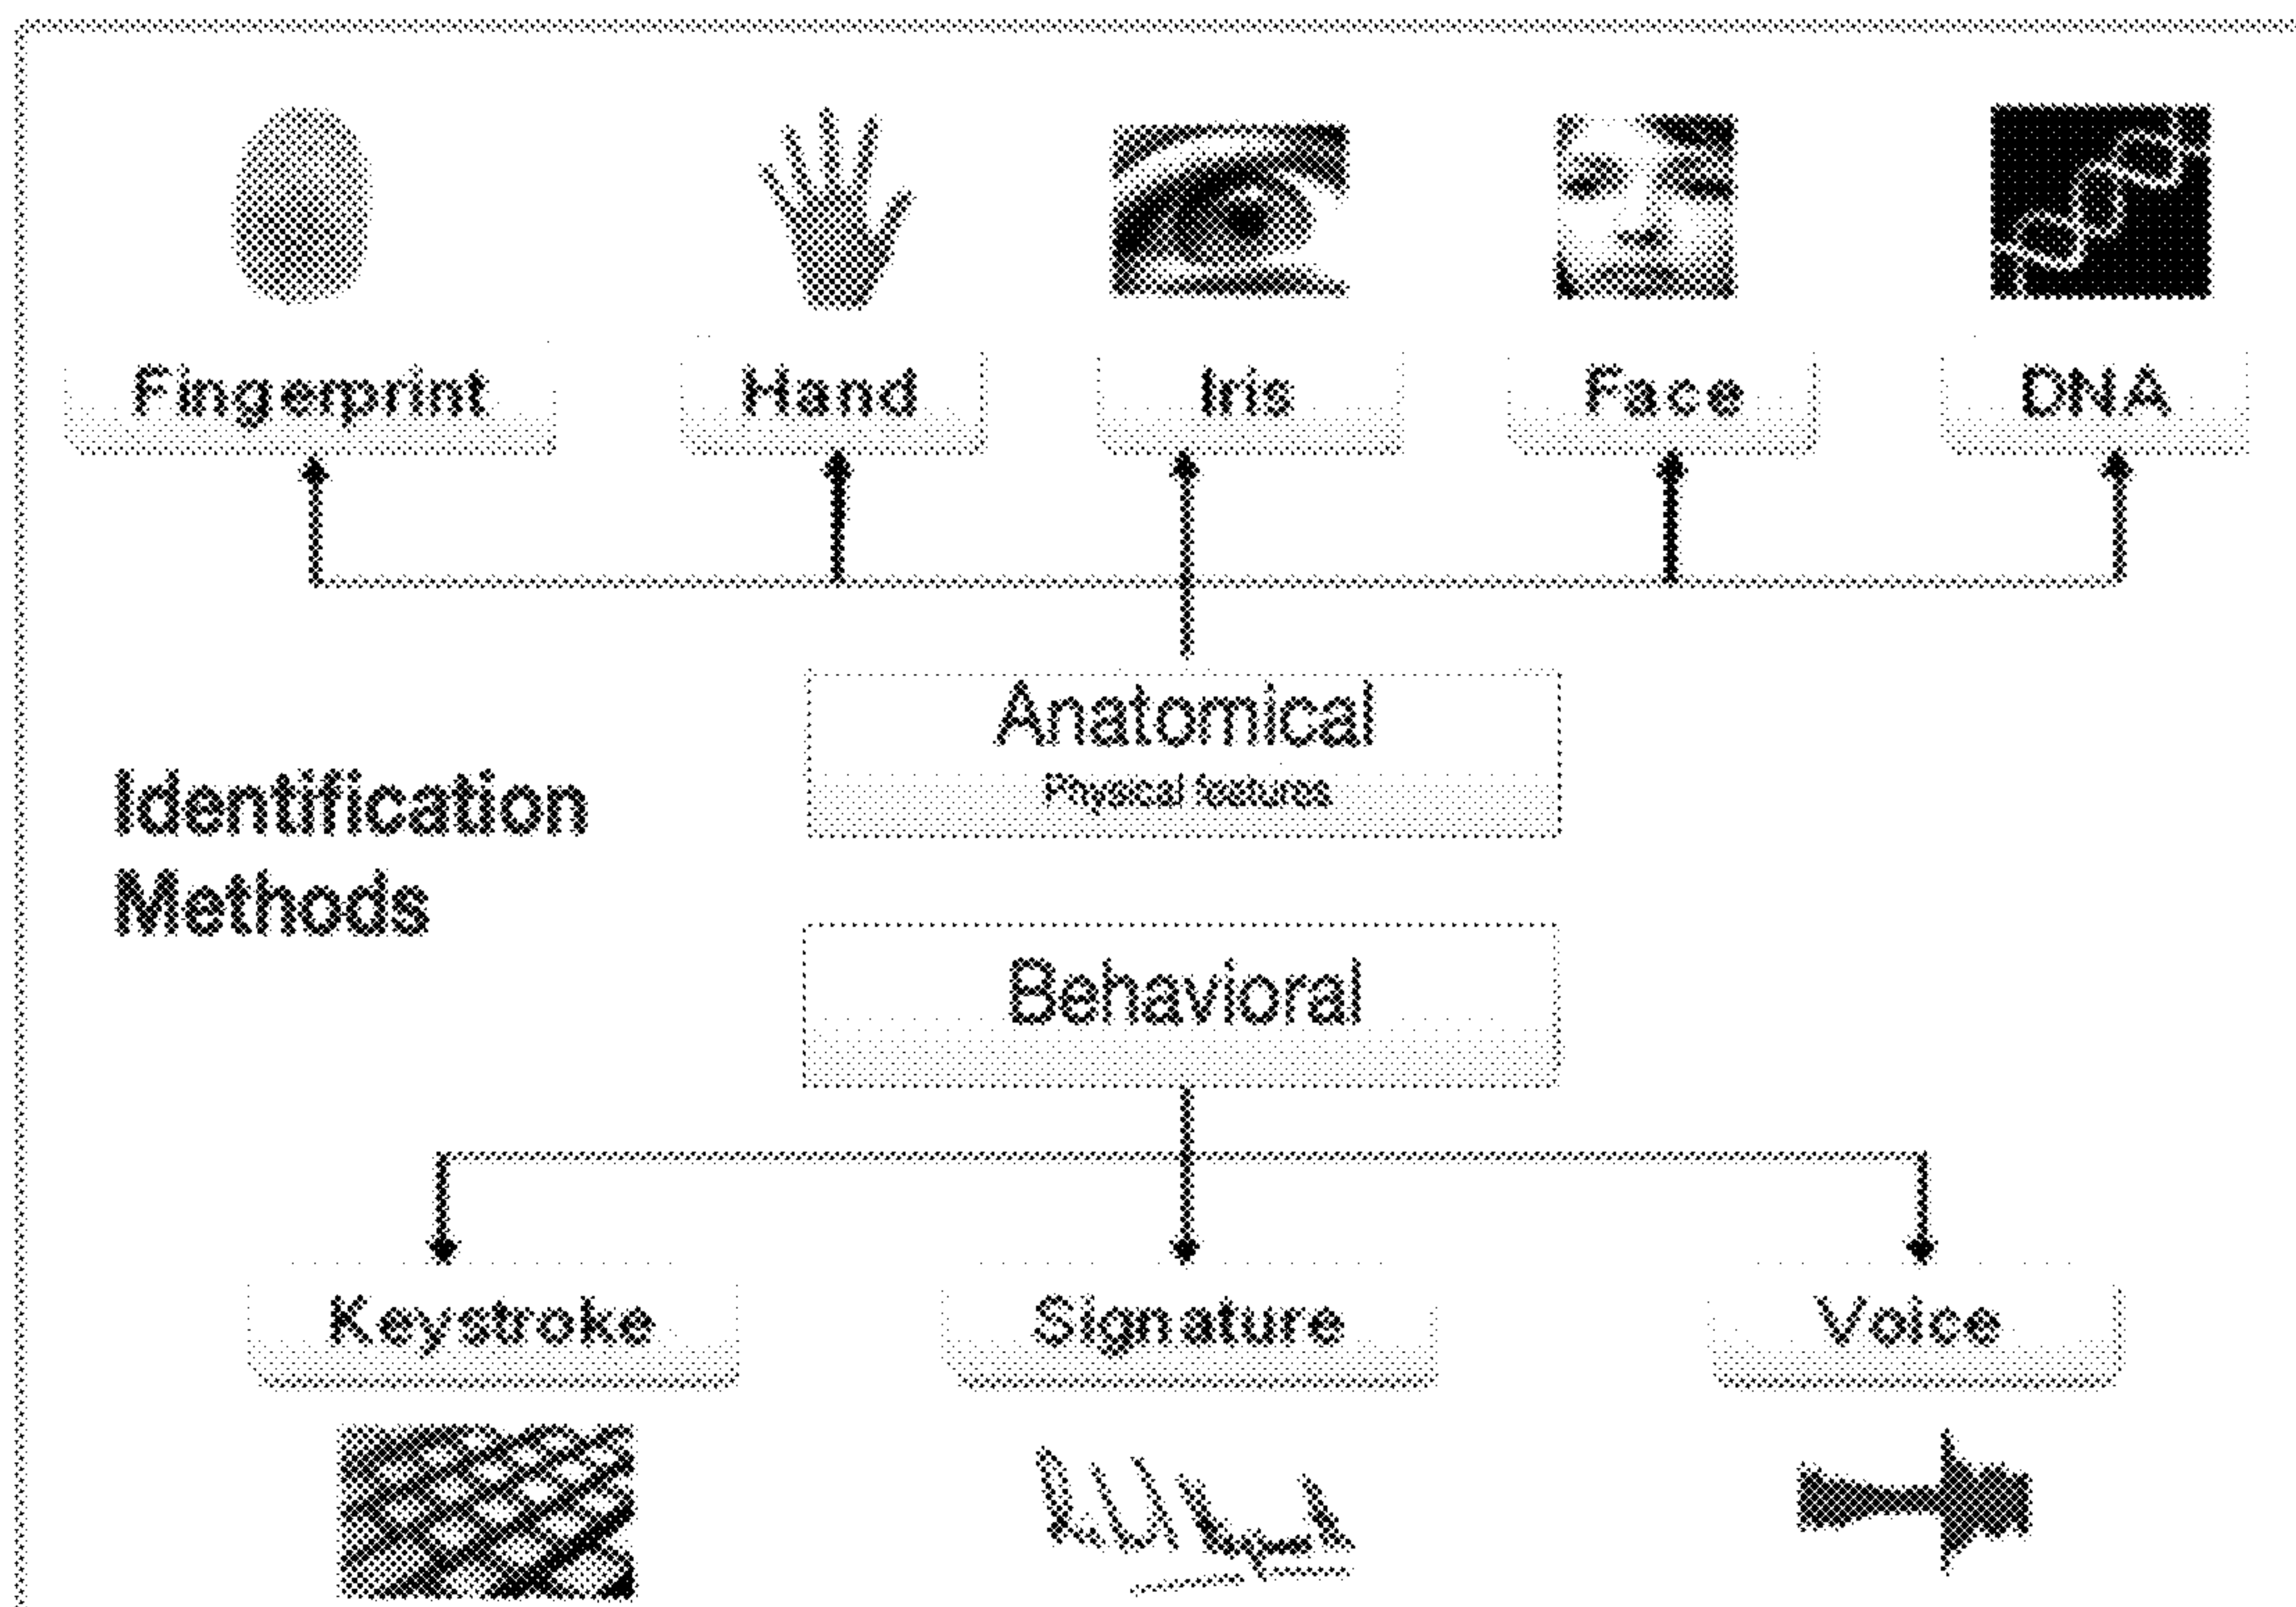 Fingerprint
Hand
Iris
Face
DNA
Anatomical
Physical features
Identification
Methods
Behavioral
Keystroke
Signature
Voice